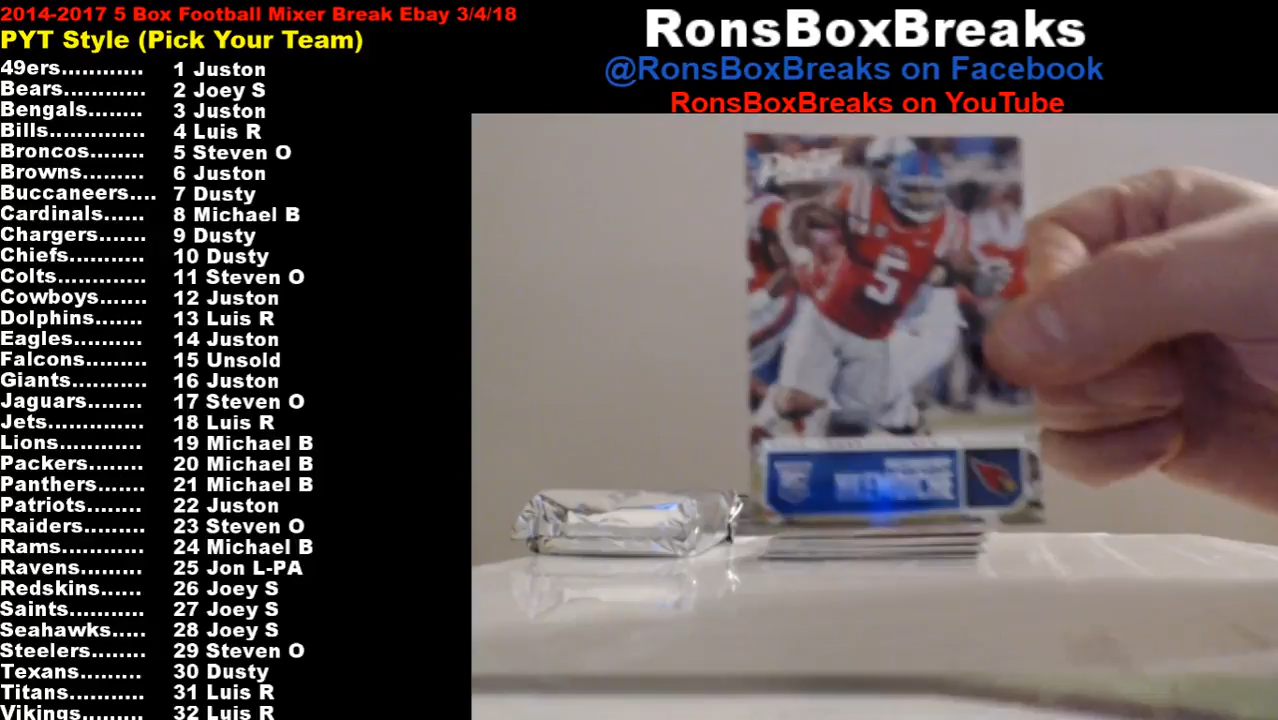 2014-2017 5 Box Football Mixer Break Ebay 3/4/18
PYT Style (Pick Your Team)
49ers............ 1 Juston
Bears............ 2 Joey S
Bengals........ 3 Juston
Bills.............. 4 Luis R
Broncos........ 5 Steven O
Browns......... 6 Juston
Buccaneers.... 7 Dusty
Cardinals...... 8 Michael B
Chargers....... 9 Dusty
Chiefs........... 10 Dusty
Colts............. 11 Steven O
Cowboys....... 12 Juston
Dolphins....... 13 Luis R
Eagles........... 14 Juston
Falcons......... 15 Unsold
Giants........... 16 Juston
Jaguars........ 17 Steven O
Jets.............. 18 Luis R
Lions............ 19 Michael B
Packers........ 20 Michael B
Panthers....... 21 Michael B
Patriots........ 22 Juston
Raiders......... 23 Steven O
Rams............ 24 Michael B
Ravens......... 25 Jon L-PA
Redskins...... 26 Joey S
Saints........... 27 Joey S
Seahawks..... 28 Joey S
Steelers........ 29 Steven O
Texans......... 30 Dusty
Titans........... 31 Luis R
Vikings......... 32 Luis R
RonsBoxBreaks
@RonsBoxBreaks on Facebook
RonsBoxBreaks on YouTube
5